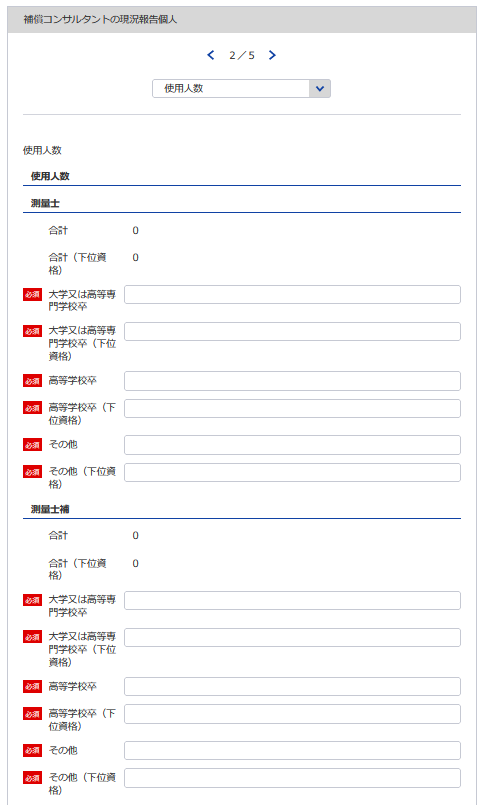 補償コンサルタントの現況報告個人
2／5
使用人数
使用人数
使用人数
測量士
合計 0
合計（下位資 0
格）
必須 大学又は高等専
門学校卒
必須 大学又は高等専
門学校卒（下位
資格）
必須 高等学校卒
必須 高等学校卒（下
位資格）
必須 その他
必須 その他（下位資
格）
測量士補
合計 0
合計（下位資 0
格）
必須 大学又は高等専
門学校卒
必須 大学又は高等専
門学校卒（下位
資格）
必須 高等学校卒
必須 高等学校卒（下
位資格）
必須 その他
必須 その他（下位資
格）